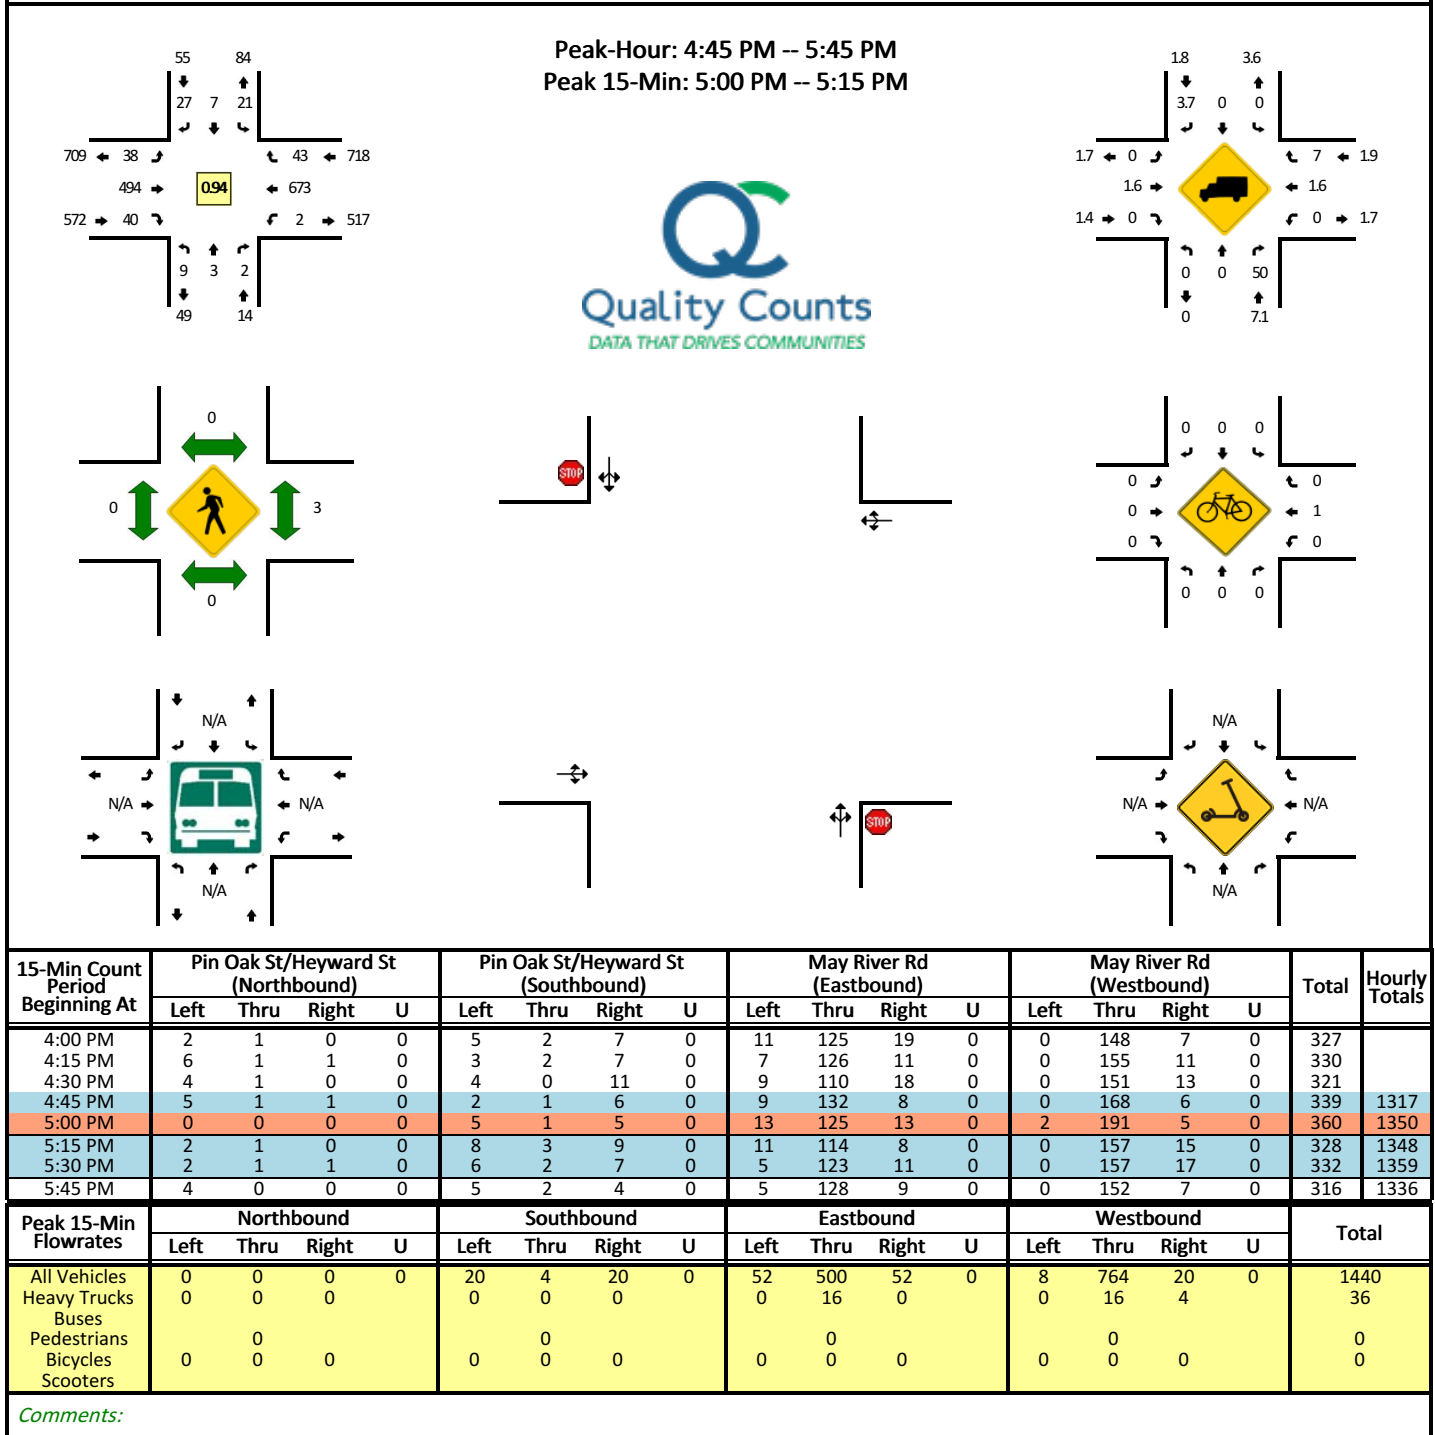 Peak-Hour: 4:45 PM -- 5:45 PM
Peak 15-Min: 5:00 PM -- 5:15 PM
55 84
27 7 21
709 38 43 718
494 0.94 673
572 40 2 517
9 3 2
49 14
1.8 3.6
3.7 0 0
1.7 0 7 1.9
1.6 1.6
1.4 0 0 1.7
0 0 50
0 7.1
QC
Quality Counts
DATA THAT DRIVES COMMUNITIES
0
0 3
0
STOP
0 0 0
0 0
0 1
0 0
0 0 0
N/A
N/A N/A
N/A
STOP
N/A
N/A N/A
N/A
15-Min Count Period Beginning At | Pin Oak St/Heyward St (Northbound) | Pin Oak St/Heyward St (Southbound) | May River Rd (Eastbound) | May River Rd (Westbound) | Total | Hourly Totals
Left Thru Right U Left Thru Right U Left Thru Right U Left Thru Right U
4:00 PM 2 1 0 0 5 2 7 0 11 125 19 0 0 148 7 0 327
4:15 PM 6 1 1 0 3 2 7 0 7 126 11 0 0 155 11 0 330
4:30 PM 4 1 0 0 4 0 11 0 9 110 18 0 0 151 13 0 321
4:45 PM 5 1 1 0 2 1 6 0 9 132 8 0 0 168 6 0 339 1317
5:00 PM 0 0 0 0 5 1 5 0 13 125 13 0 2 191 5 0 360 1350
5:15 PM 2 1 0 0 8 3 9 0 11 114 8 0 0 157 15 0 328 1348
5:30 PM 2 1 1 0 6 2 7 0 5 123 11 0 0 157 17 0 332 1359
5:45 PM 4 0 0 0 5 2 4 0 5 128 9 0 0 152 7 0 316 1336
Peak 15-Min Flowrates | Northbound | Southbound | Eastbound | Westbound | Total
Left Thru Right U Left Thru Right U Left Thru Right U Left Thru Right U
All Vehicles 0 0 0 0 20 4 20 0 52 500 52 0 8 764 20 0 1440
Heavy Trucks 0 0 0 0 0 0 0 16 0 0 16 4 36
Buses
Pedestrians 0 0 0 0 0
Bicycles 0 0 0 0 0 0 0 0 0 0 0 0 0
Scooters
Comments: